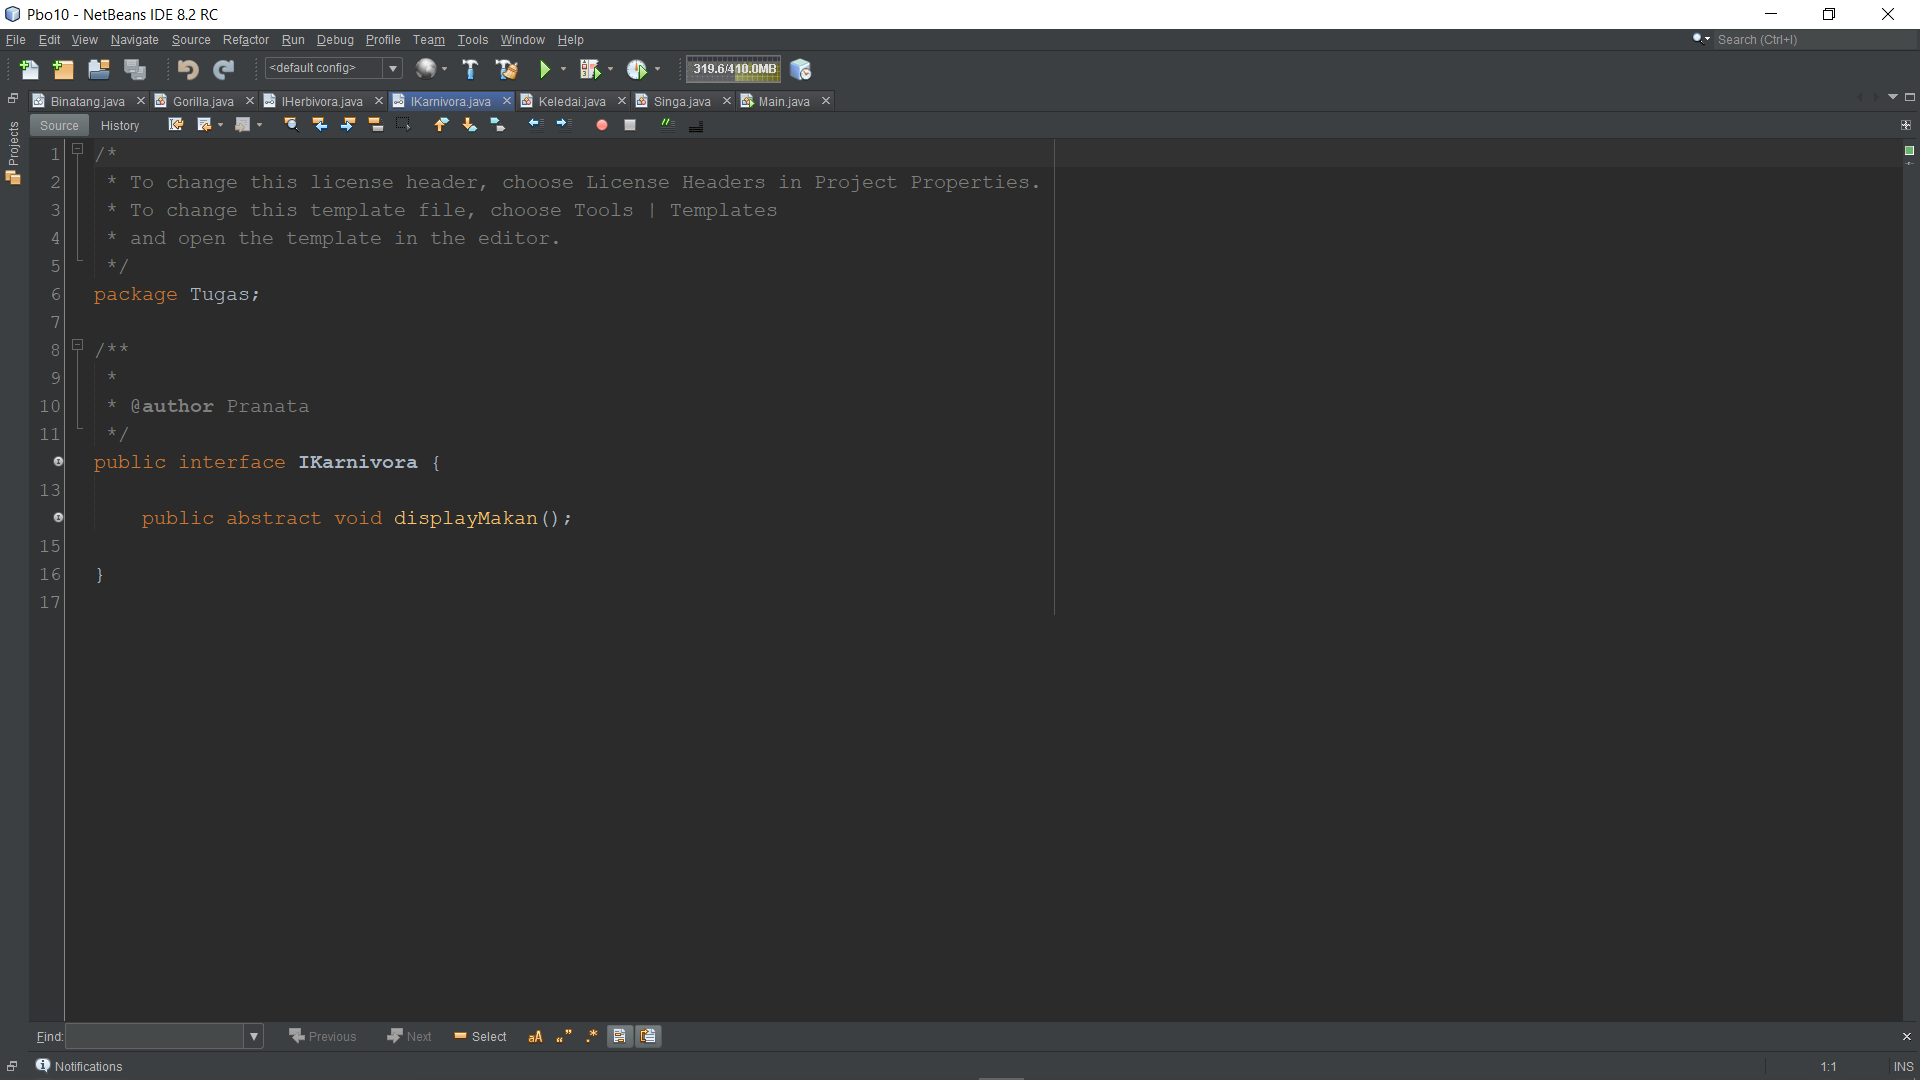 Pbo10 - NetBeans IDE 8.2 RC
File Edit View Navigate Source Refactor Run Debug Profile Team Tools Window Help
Search (Ctrl+I)
<default config>
319.6/410.0MB
Binatang.java Gorilla.java IHerbivora.java IKarnivora.java Keledai.java Singa.java Main.java
Projects
Source History
1 /*
2 * To change this license header, choose License Headers in Project Properties.
3 * To change this template file, choose Tools | Templates
4 * and open the template in the editor.
5 */
6 package Tugas;
7
8 /**
9 *
10 * @author Pranata
11 */
public interface IKarnivora {
13
public abstract void displayMakan();
15
16 }
17
Find: Previous Next Select aA “ ” .*
Notifications
1:1 INS